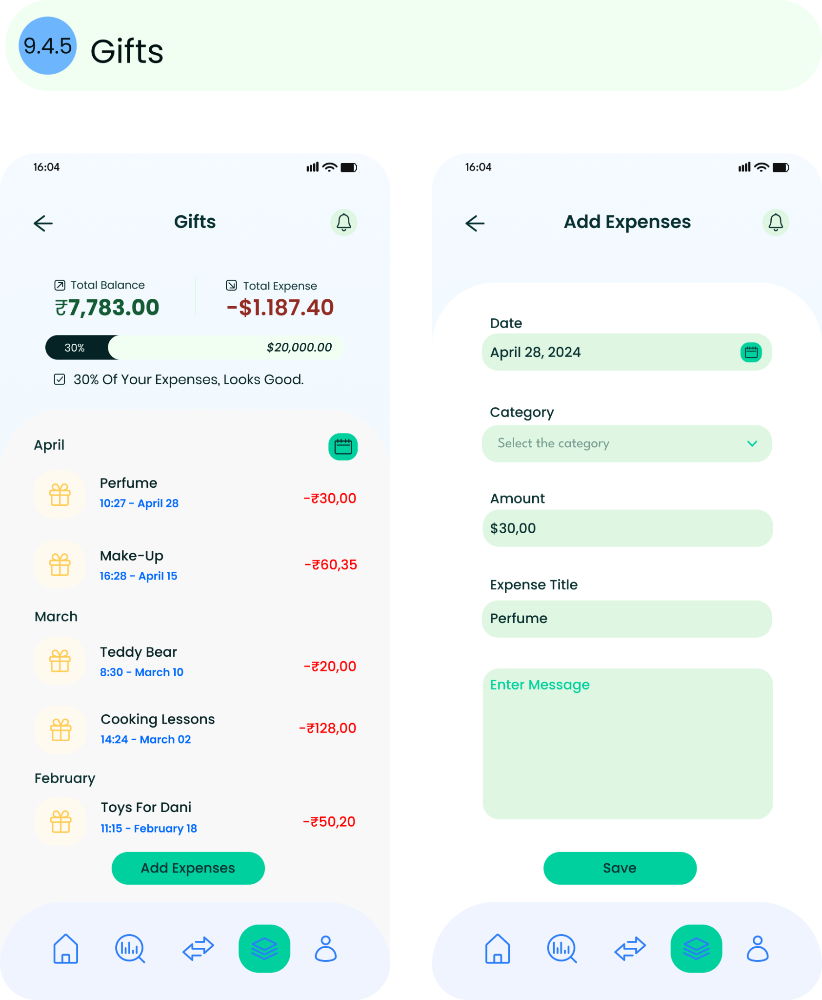 9.4.5 Gifts
16:04
Gifts
Total Balance
₹7,783.00
Total Expense
-$1.187.40
30%
$20,000.00
30% Of Your Expenses, Looks Good.
April
Perfume
10:27 - April 28
-₹30,00
Make-Up
16:28 - April 15
-₹60,35
March
Teddy Bear
8:30 - March 10
-₹20,00
Cooking Lessons
14:24 - March 02
-₹128,00
February
Toys For Dani
11:15 - February 18
-₹50,20
Add Expenses
16:04
Add Expenses
Date
April 28, 2024
Category
Select the category
Amount
$30,00
Expense Title
Perfume
Enter Message
Save